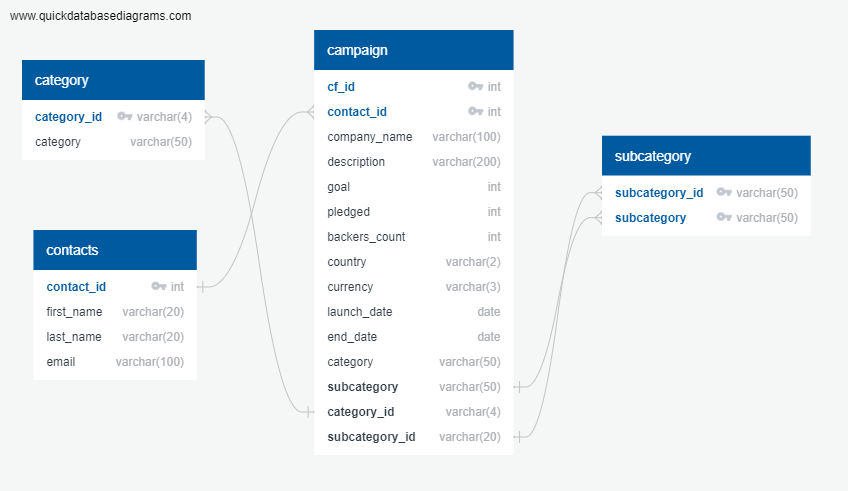 www.quickdatabasediagrams.com
category
category_id varchar(4)
category varchar(50)
contacts
contact_id int
first_name varchar(20)
last_name varchar(20)
email varchar(100)
campaign
cf_id int
contact_id int
company_name varchar(100)
description varchar(200)
goal int
pledged int
backers_count int
country varchar(2)
currency varchar(3)
launch_date date
end_date date
category varchar(50)
subcategory varchar(50)
category_id varchar(4)
subcategory_id varchar(20)
subcategory
subcategory_id varchar(50)
subcategory varchar(50)